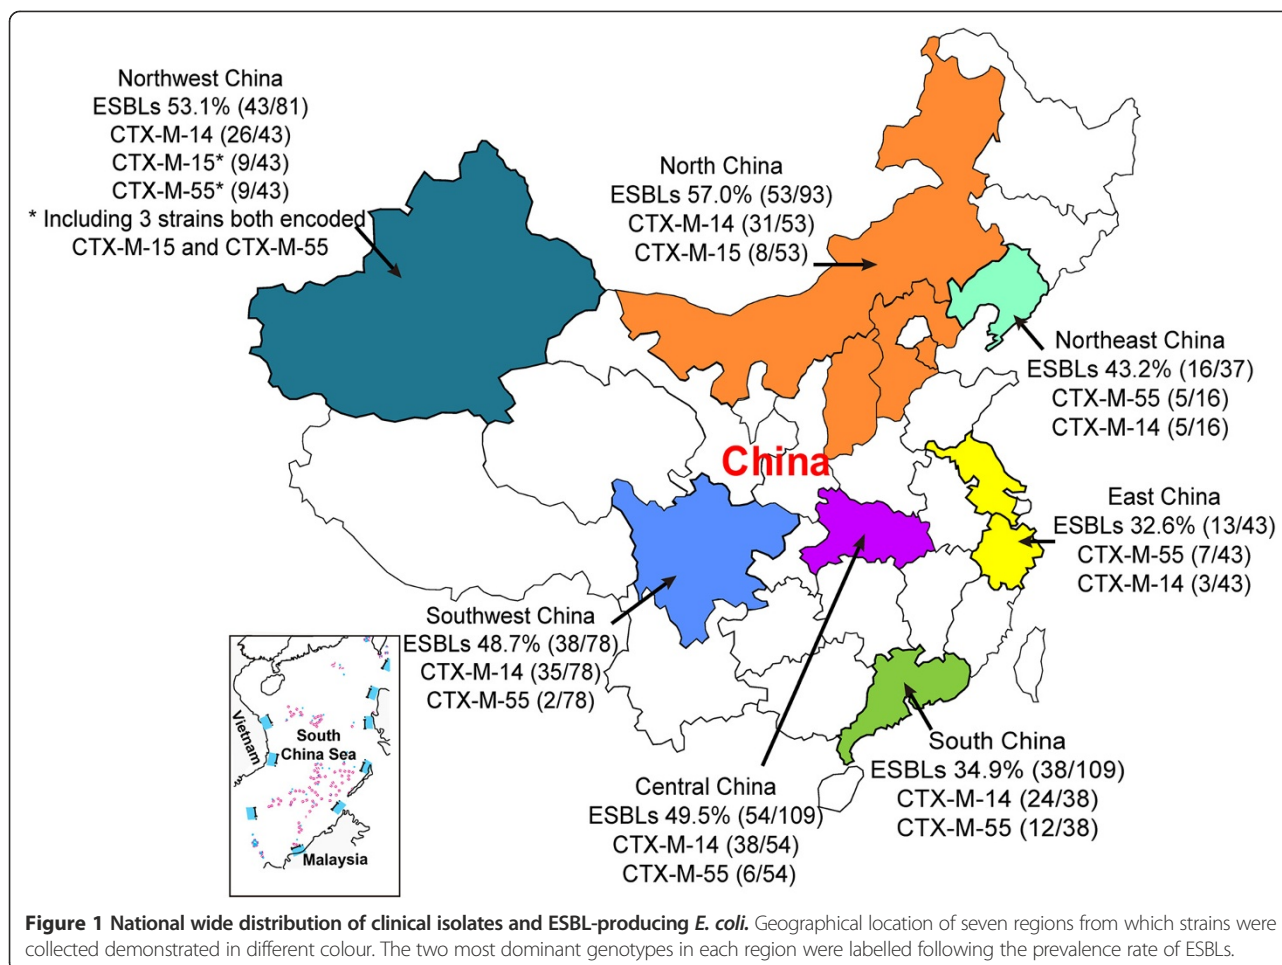 Northwest China
ESBLs 53.1% (43/81)
CTX-M-14 (26/43)
CTX-M-15* (9/43)
CTX-M-55* (9/43)
* Including 3 strains both encoded
CTX-M-15 and CTX-M-55
North China
ESBLs 57.0% (53/93)
CTX-M-14 (31/53)
CTX-M-15 (8/53)
Northeast China
ESBLs 43.2% (16/37)
CTX-M-55 (5/16)
CTX-M-14 (5/16)
China
East China
ESBLs 32.6% (13/43)
CTX-M-55 (7/43)
CTX-M-14 (3/43)
Southwest China
ESBLs 48.7% (38/78)
CTX-M-14 (35/78)
CTX-M-55 (2/78)
Central China
ESBLs 49.5% (54/109)
CTX-M-14 (38/54)
CTX-M-55 (6/54)
South China
ESBLs 34.9% (38/109)
CTX-M-14 (24/38)
CTX-M-55 (12/38)
Vietnam
South
China Sea
Malaysia
Figure 1 National wide distribution of clinical isolates and ESBL-producing E. coli. Geographical location of seven regions from which strains were
collected demonstrated in different colour. The two most dominant genotypes in each region were labelled following the prevalence rate of ESBLs.